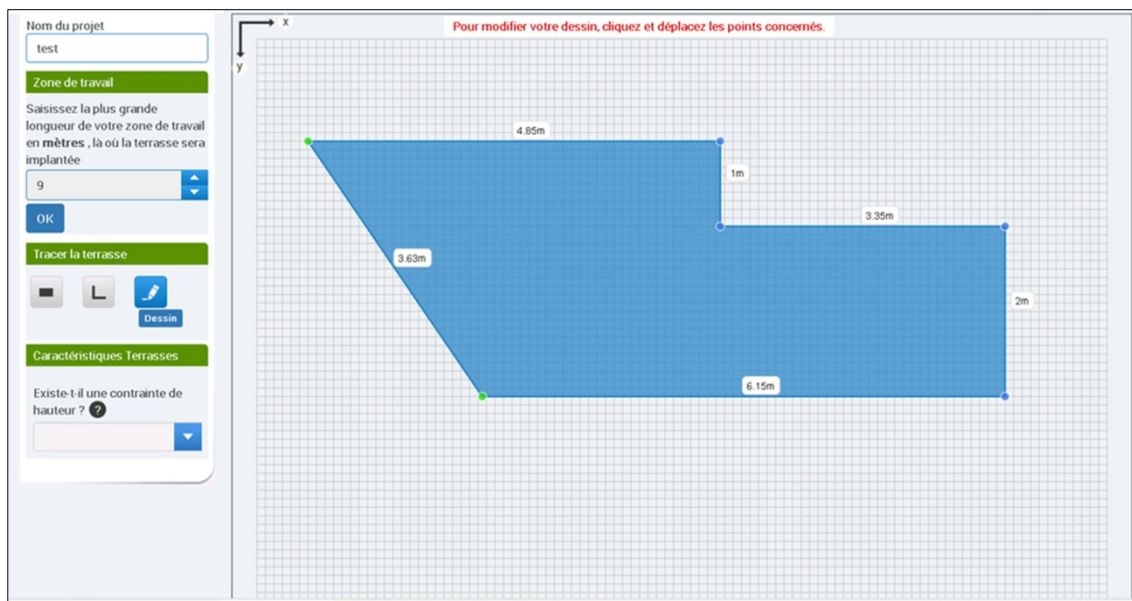 Nom du projet
test
Zone de travail
Saisissez la plus grande
longueur de votre zone de travail
en mètres , là où la terrasse sera
implantée
9
OK
Tracer la terrasse
Dessin
Caractéristiques Terrasses
Existe-t-il une contrainte de
hauteur ? ?
x
y
Pour modifier votre dessin, cliquez et déplacez les points concernés.
4.85m
1m
3.35m
3.63m
2m
6.15m